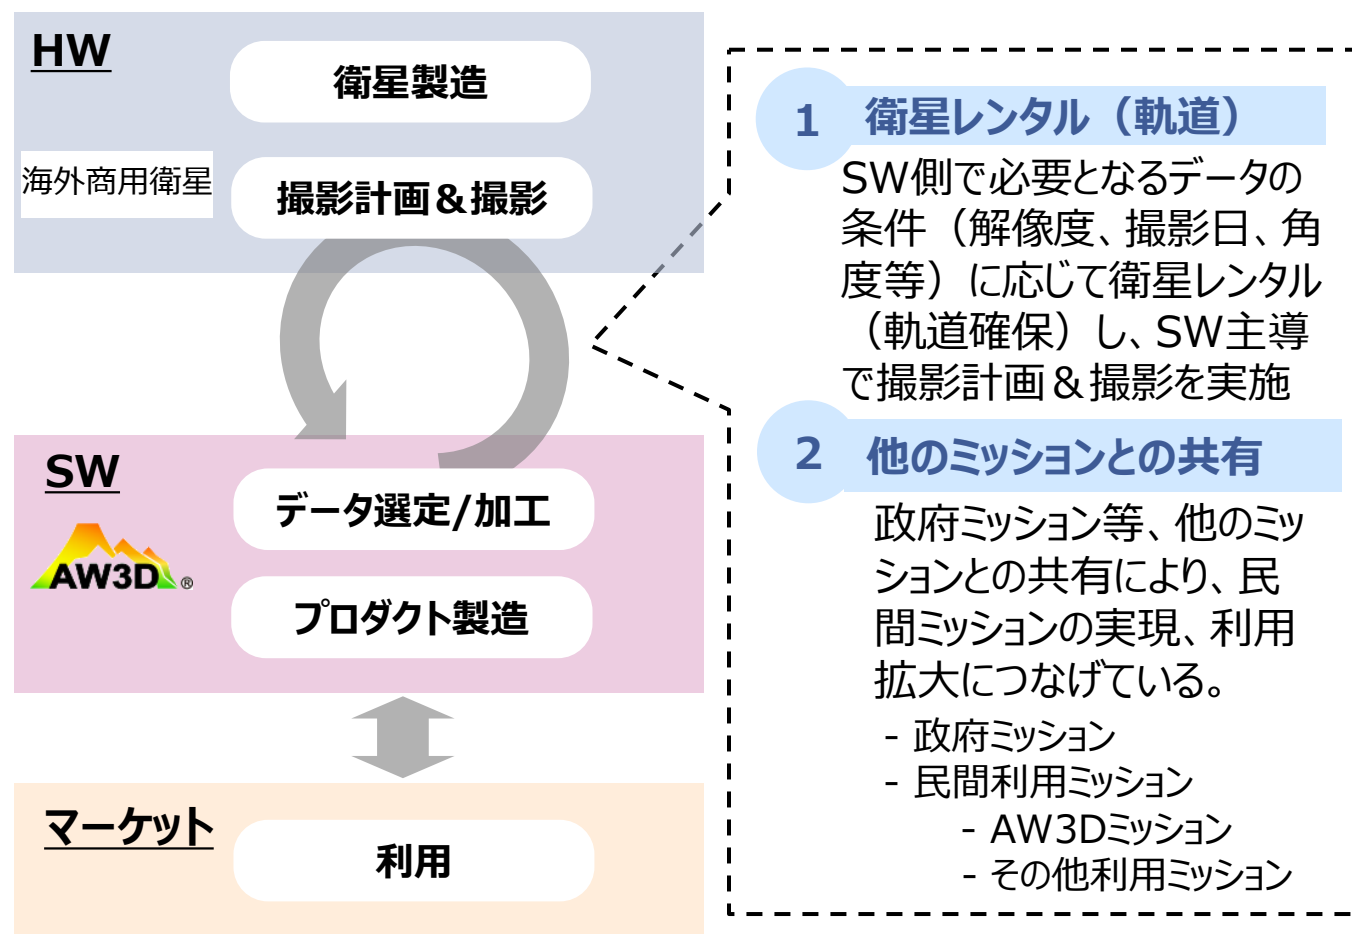 HW
衛星製造
海外商用衛星
撮影計画＆撮影
SW
データ選定/加工
AW3D®
プロダクト製造
マーケット
利用
1 衛星レンタル（軌道）
SW側で必要となるデータの
条件（解像度、撮影日、角
度等）に応じて衛星レンタル
（軌道確保）し、SW主導
で撮影計画＆撮影を実施
2 他のミッションとの共有
政府ミッション等、他のミッ
ションとの共有により、民
間ミッションの実現、利用
拡大につなげている。
- 政府ミッション
- 民間利用ミッション
- AW3Dミッション
- その他利用ミッション